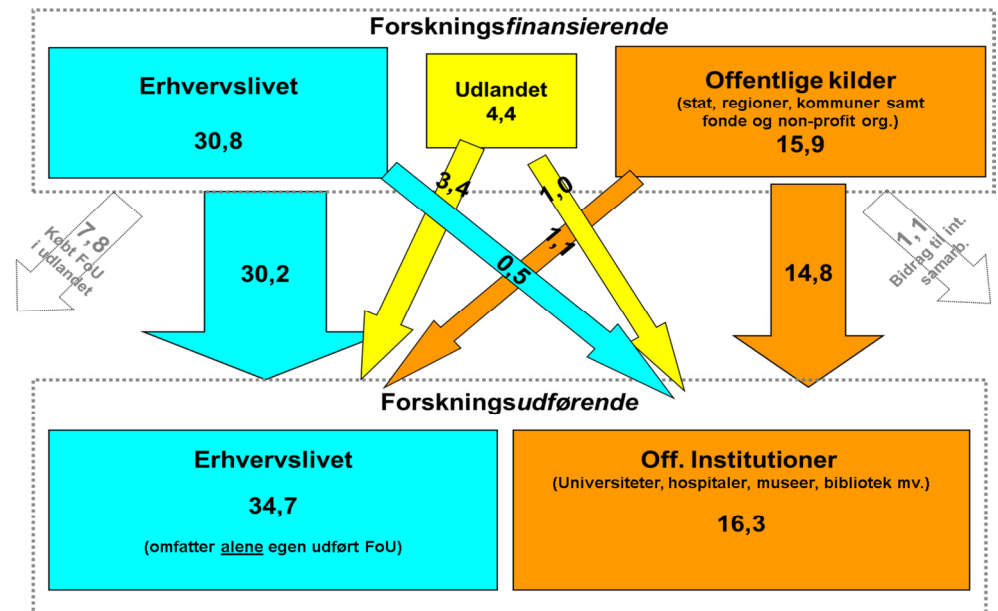 Forskningsfinansierende
Erhvervslivet
30,8
Udlandet
4,4
Offentlige kilder
(stat, regioner, kommuner samt
fonde og non-profit org.)
15,9
7,8
Købt FoU
i udlandet
30,2
3,4
0,5
1,1
1,0
14,8
1,1
Bidrag til int.
samarb.
Forskningsudførende
Erhvervslivet
34,7
(omfatter alene egen udført FoU)
Off. Institutioner
(Universiteter, hospitaler, museer, bibliotek mv.)
16,3